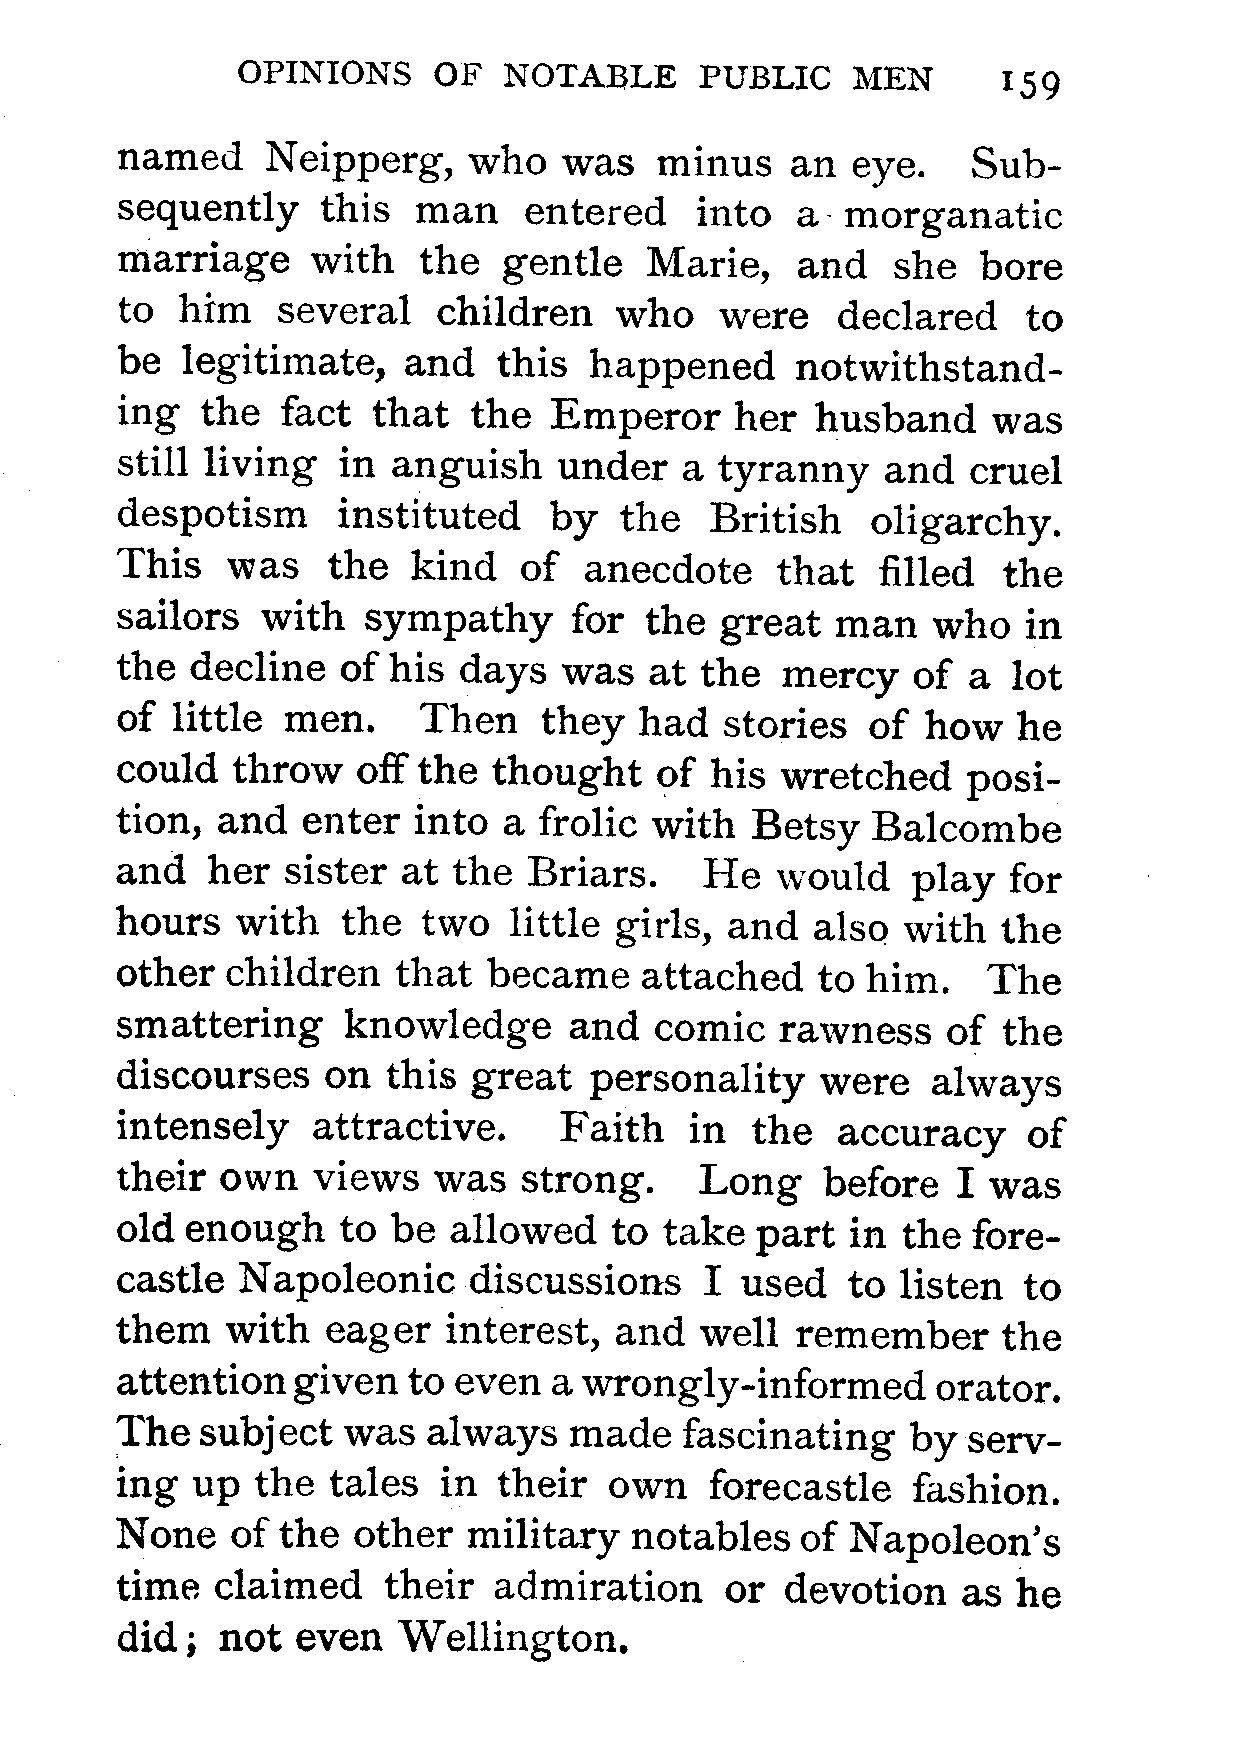 OPINIONS OF NOTABLE PUBLIC MEN 159
named Neipperg, who was minus an eye. Sub-
sequently this man entered into a morganatic
marriage with the gentle Marie, and she bore
to him several children who were declared to
be legitimate, and this happened notwithstand-
ing the fact that the Emperor her husband was
still living in anguish under a tyranny and cruel
despotism instituted by the British oligarchy.
This was the kind of anecdote that filled the
sailors with sympathy for the great man who in
the decline of his days was at the mercy of a lot
of little men. Then they had stories of how he
could throw off the thought of his wretched posi-
tion, and enter into a frolic with Betsy Balcombe
and her sister at the Briars. He would play for
hours with the two little girls, and also with the
other children that became attached to him. The
smattering knowledge and comic rawness of the
discourses on this great personality were always
intensely attractive. Faith in the accuracy of
their own views was strong. Long before I was
old enough to be allowed to take part in the fore-
castle Napoleonic discussions I used to listen to
them with eager interest, and well remember the
attention given to even a wrongly-informed orator.
The subject was always made fascinating by serv-
ing up the tales in their own forecastle fashion.
None of the other military notables of Napoleon's
time claimed their admiration or devotion as he
did; not even Wellington.